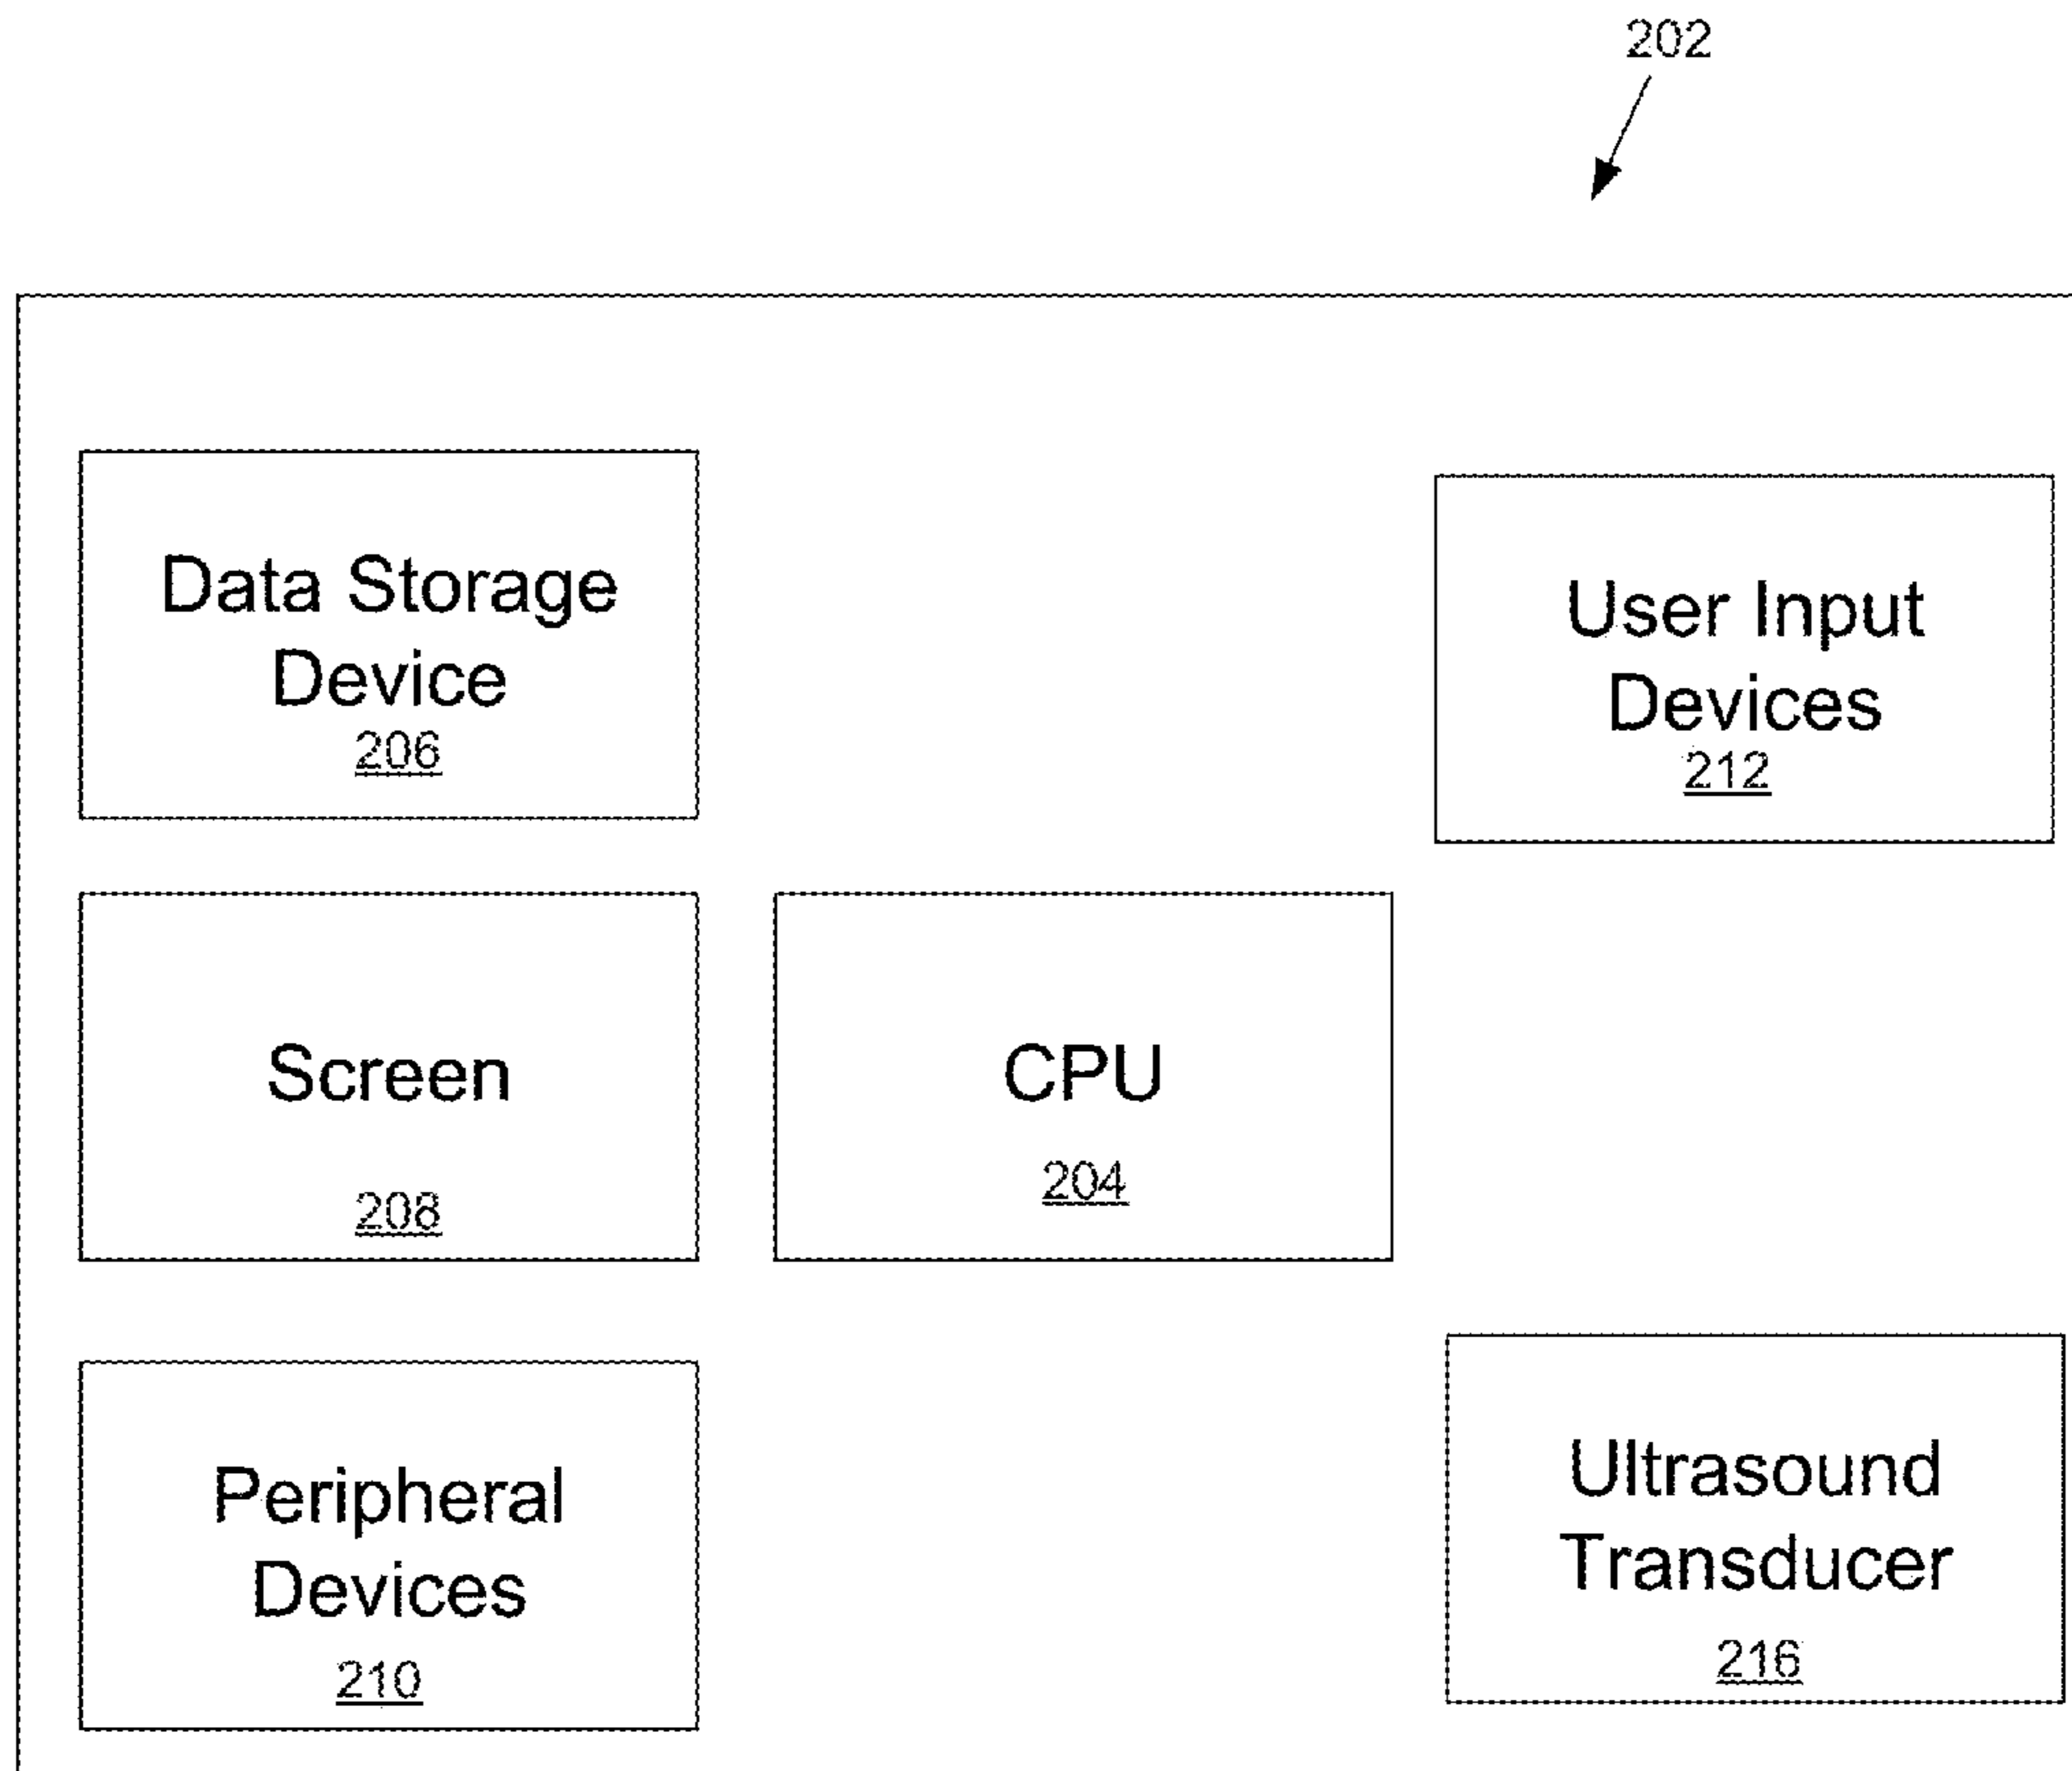 202
Data Storage
Device
206
User Input
Devices
212
Screen
208
CPU
204
Peripheral
Devices
210
Ultrasound
Transducer
216